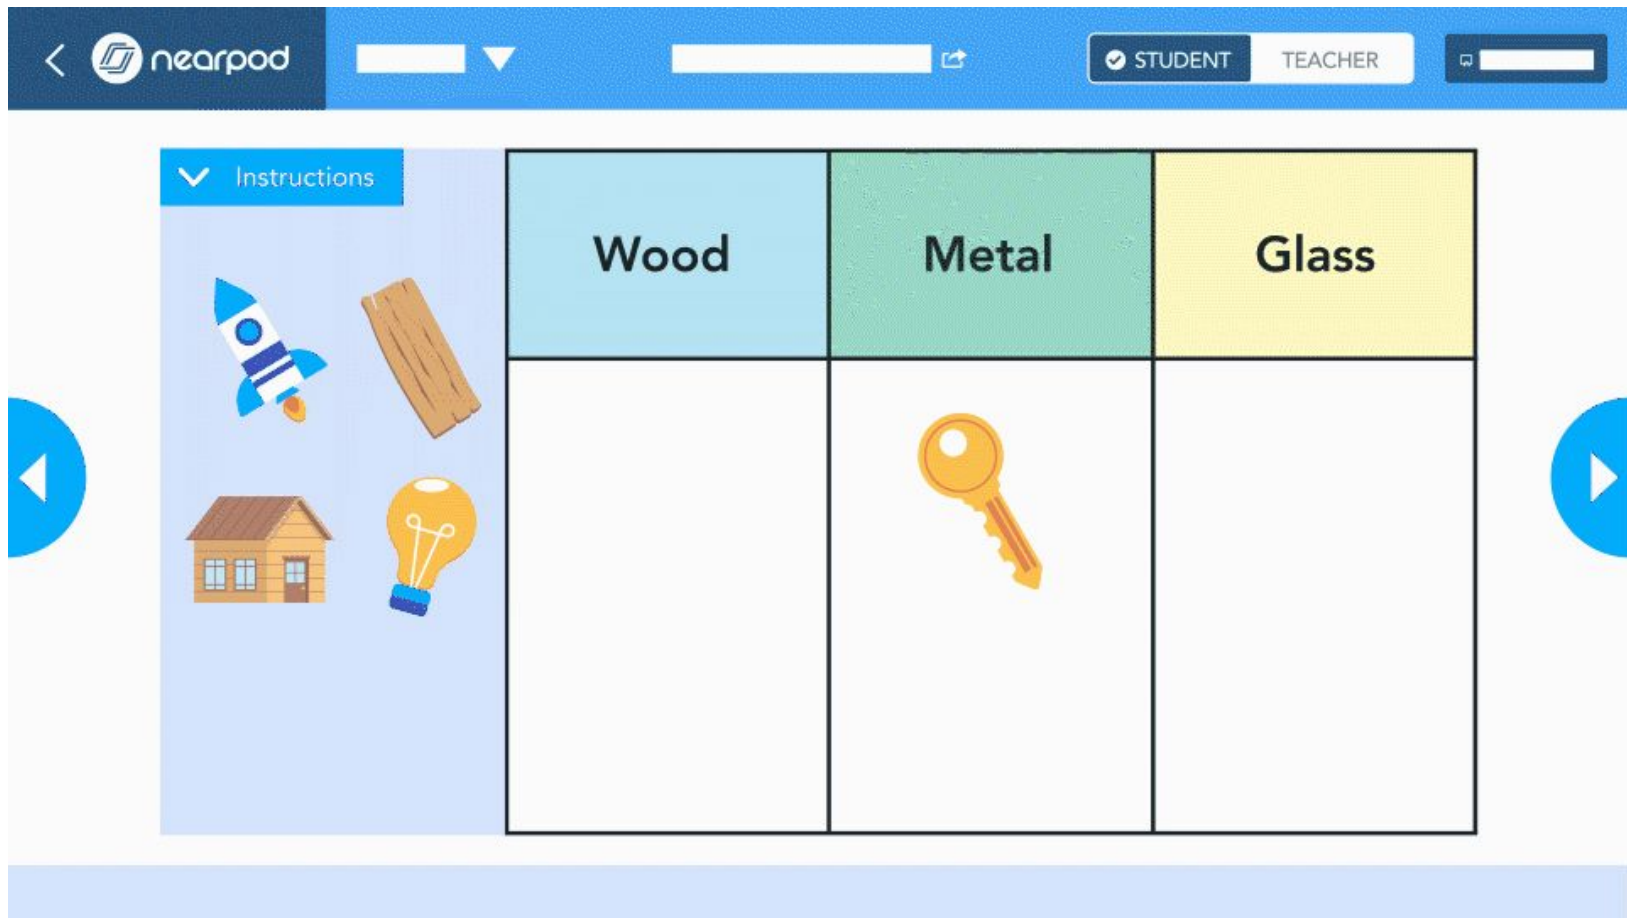 nearpod
STUDENT
TEACHER
Instructions
Wood
Metal
Glass